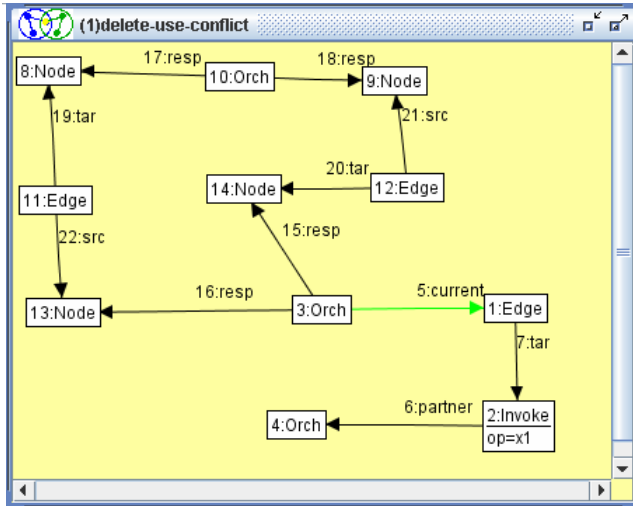 (1)delete-use-conflict
17:resp
18:resp
8:Node
10:Orch
9:Node
19:tar
21:src
20:tar
14:Node
12:Edge
11:Edge
15:resp
22:src
16:resp
5:current
13:Node
3:Orch
1:Edge
7:tar
6:partner
4:Orch
2:Invoke
op=x1